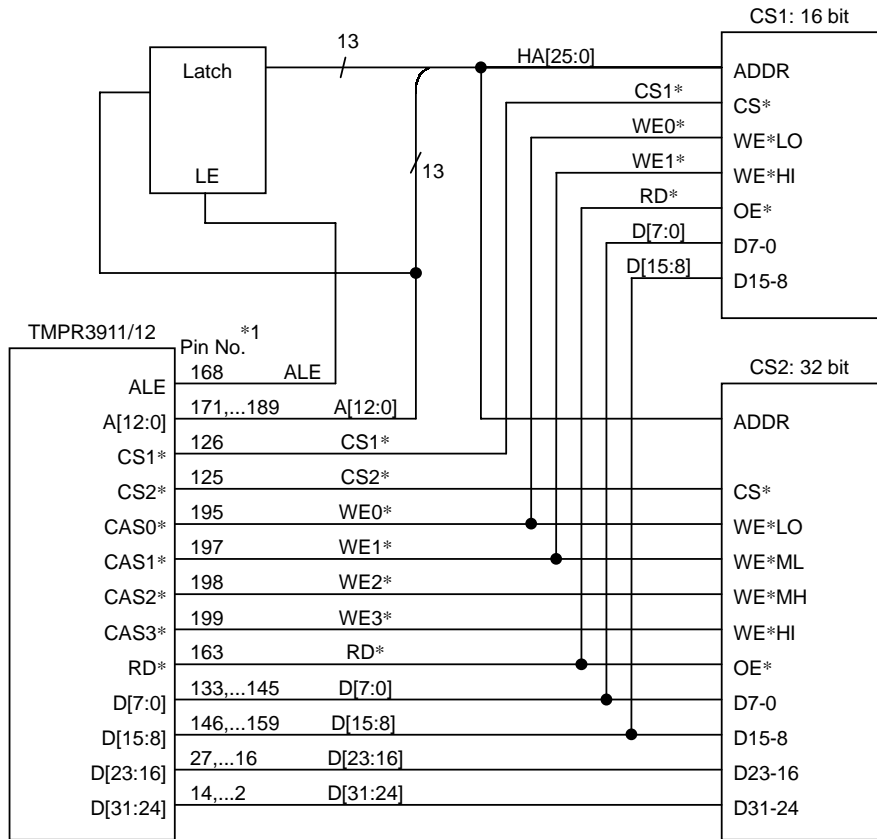 CS1: 16 bit
13
HA[25:0]
Latch
ADDR
CS1*
CS*
WE0*
WE*LO
WE1*
WE*HI
13
LE
RD*
OE*
D[7:0]
D7-0
D[15:8]
D15-8
TMPR3911/12
Pin No. *1
CS2: 32 bit
ALE
168
ALE
A[12:0]
171,...189
A[12:0]
ADDR
CS1*
126
CS1*
CS2*
125
CS2*
CS*
CAS0*
195
WE0*
WE*LO
CAS1*
197
WE1*
WE*ML
CAS2*
198
WE2*
WE*MH
CAS3*
199
WE3*
WE*HI
RD*
163
RD*
OE*
D[7:0]
133,...145
D[7:0]
D7-0
D[15:8]
146,...159
D[15:8]
D15-8
D[23:16]
27,...16
D[23:16]
D23-16
D[31:24]
14,...2
D[31:24]
D31-24